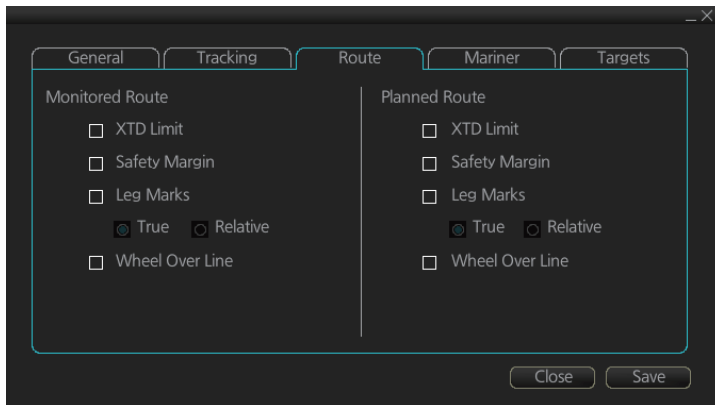 General Tracking Route Mariner Targets
Monitored Route
XTD Limit
Safety Margin
Leg Marks
True Relative
Wheel Over Line
Planned Route
XTD Limit
Safety Margin
Leg Marks
True Relative
Wheel Over Line
Close Save